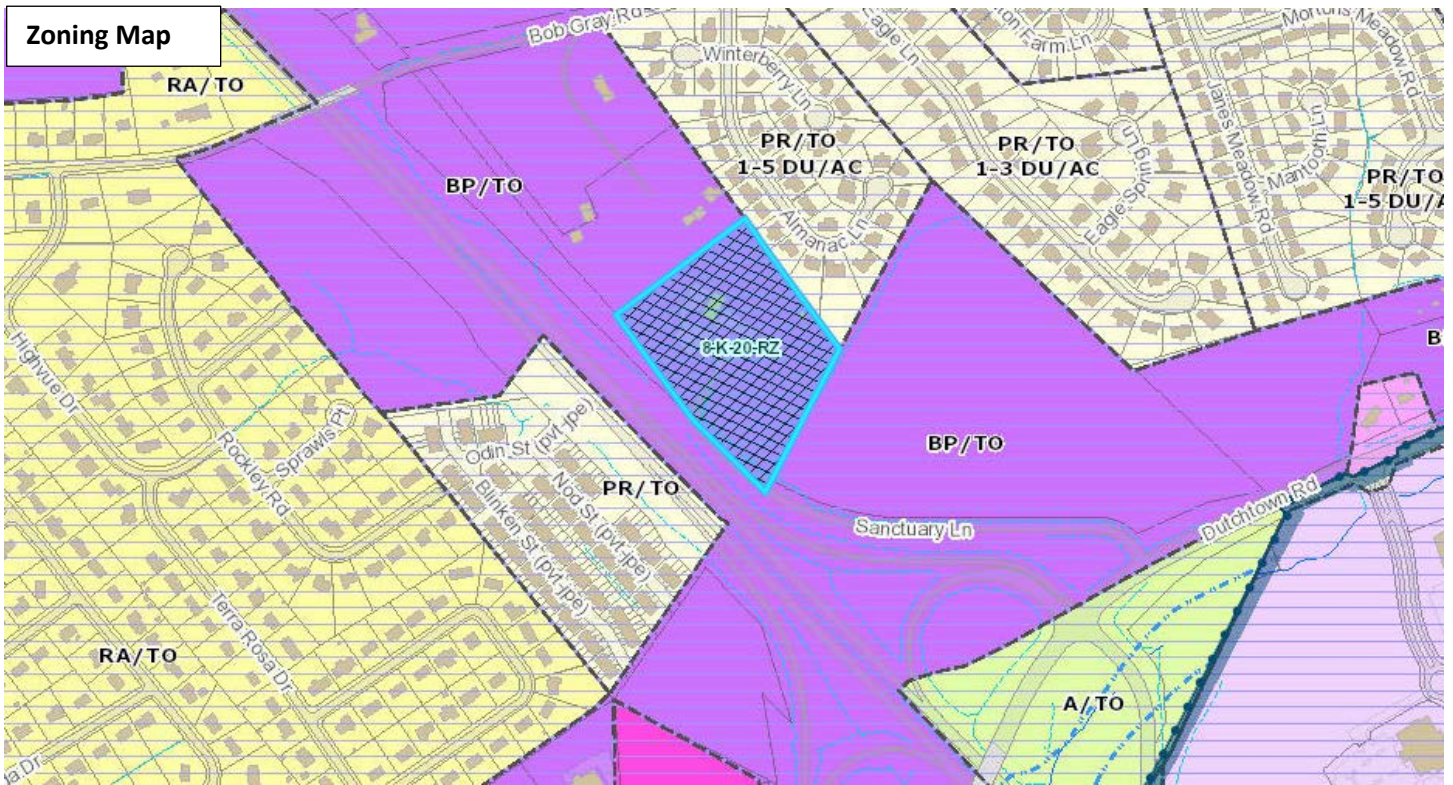 Zoning Map
Bob Gray Rd
RA/TO
Winterberry Ln
Eagle Ln
Farm Ln
Mortons Meadow Rd
PR/TO
1-5 DU/AC
PR/TO
1-3 DU/AC
Janes Meadow Rd
Mantooth Ln
PR/TO
BP/TO
Almanac Ln
Eagle Spring Ln
8-K-20-RZ
Highvue Dr
Sprawls Pt
Rockley Rd
Odin St (pvt-jpe)
Nod St (pvt-jpe)
Blinken St (pvt-jpe)
PR/TO
BP/TO
Sanctuary Ln
Dutchtown Rd
Terra Rosa Dr
RA/TO
A/TO